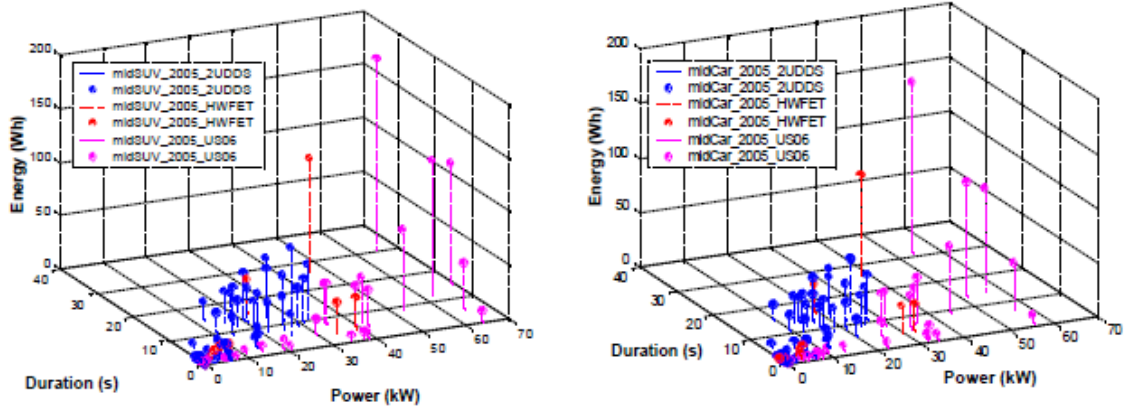 200
150
100
50
0
Energy (Wh)
midSUV_2005_2UDDS
midSUV_2005_2UDDS
midSUV_2005_HWFET
midSUV_2005_HWFET
midSUV_2005_US06
midSUV_2005_US06
40
30
20
10
0
Duration (s)
0
10
20
30
40
50
60
70
Power (kW)
200
150
100
50
0
Energy (Wh)
midCar_2005_2UDDS
midCar_2005_2UDDS
midCar_2005_HWFET
midCar_2005_HWFET
midCar_2005_US06
midCar_2005_US06
40
30
20
10
0
Duration (s)
0
10
20
30
40
50
60
70
Power (kW)